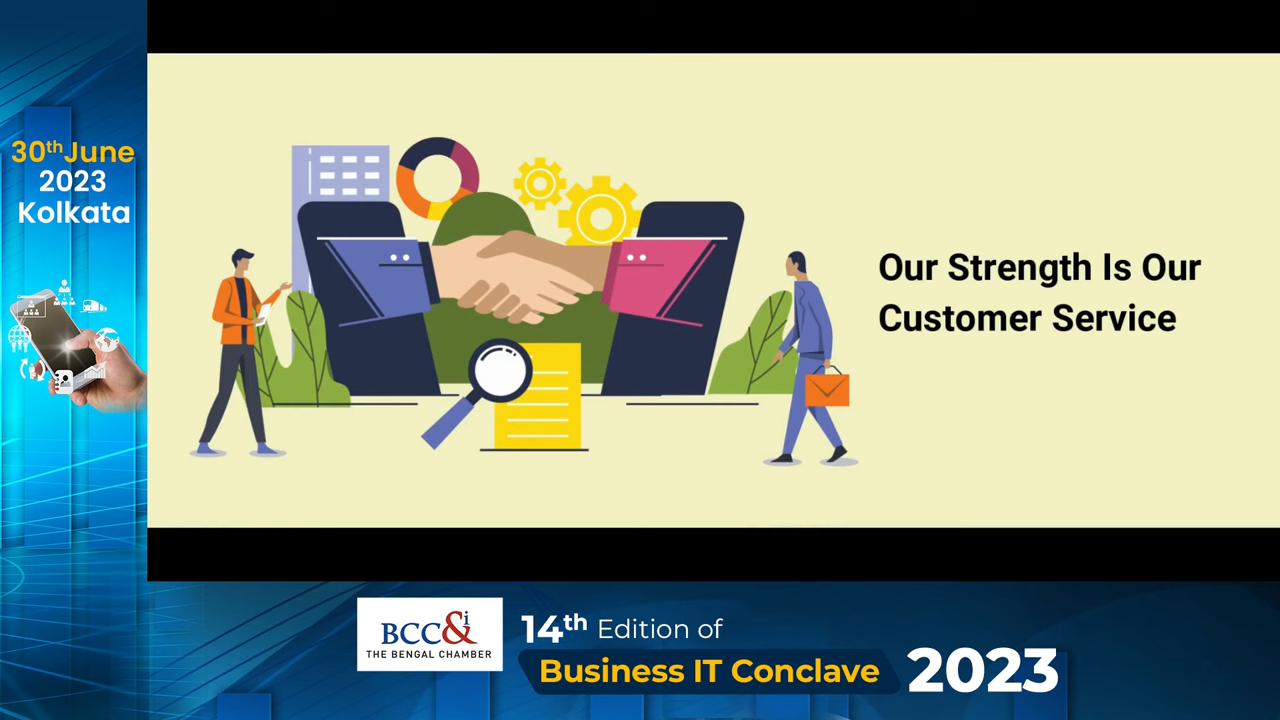 30th June
2023
Kolkata
Our Strength Is Our
Customer Service
BCC&i
THE BENGAL CHAMBER
14th Edition of
Business IT Conclave
2023